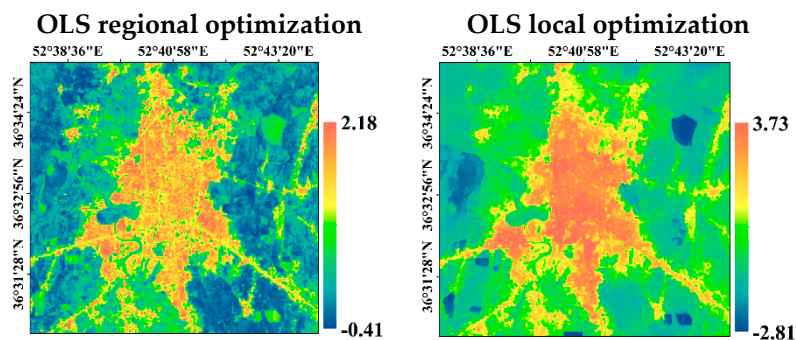 OLS regional optimization
52°38'36"E 52°40'58"E 52°43'20"E
36°34'24"N
36°32'56"N
36°31'28"N
2.18
-0.41
OLS local optimization
52°38'36"E 52°40'58"E 52°43'20"E
36°34'24"N
36°32'56"N
36°31'28"N
3.73
-2.81